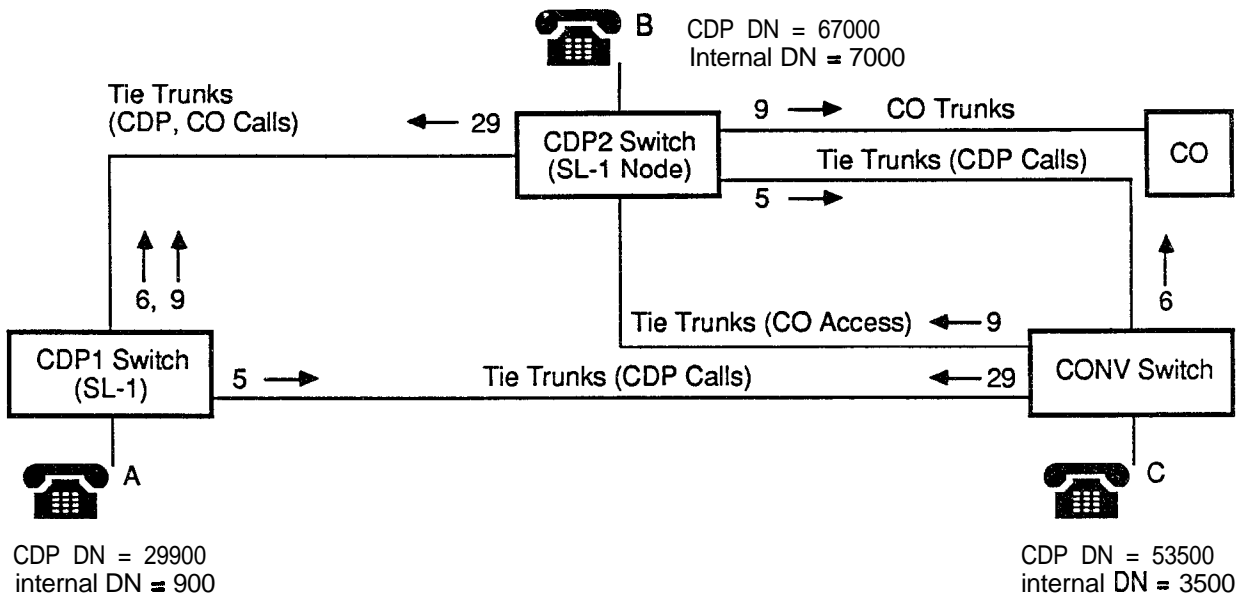 B
CDP DN = 67000
Internal DN = 7000
Tie Trunks
(CDP, CO Calls)
29
9
CO Trunks
CDP2 Switch
(SL-1 Node)
Tie Trunks (CDP Calls)
CO
5
6, 9
6
Tie Trunks (CO Access)
9
CDP1 Switch
(SL-1)
5
Tie Trunks (CDP Calls)
29
CONV Switch
A
C
CDP DN = 29900
internal DN = 900
CDP DN = 53500
internal DN = 3500